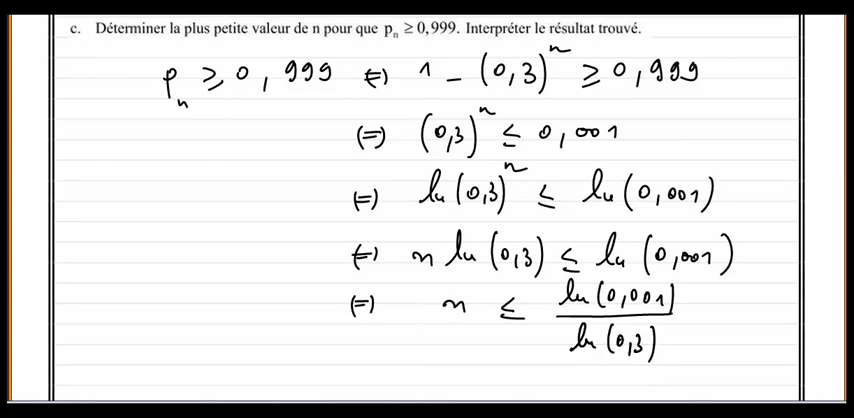 c. Déterminer la plus petite valeur de n pour que pₙ ≥ 0,999. Interpréter le résultat trouvé.
pₙ ≥ 0,999 (=) 1 - (0,3)ⁿ ≥ 0,999
(=) (0,3)ⁿ ≤ 0,001
(=) ln(0,3)ⁿ ≤ ln(0,001)
(=) n ln(0,3) ≤ ln(0,001)
(=) n ≤ ln(0,001) / ln(0,3)